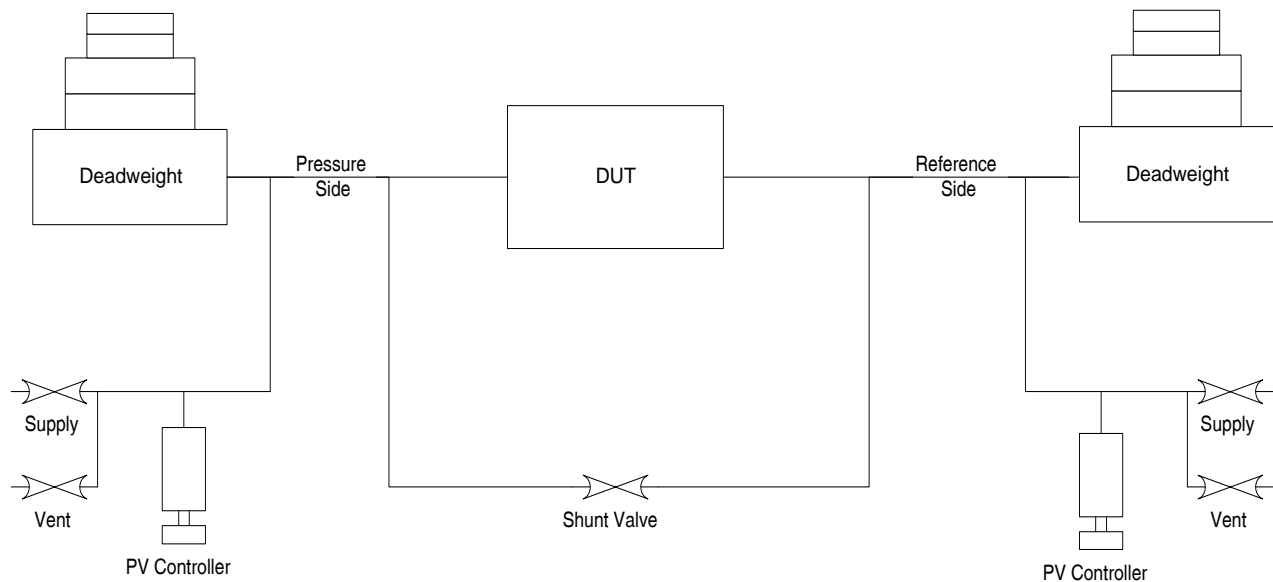 Deadweight
Pressure
Side
DUT
Reference
Side
Deadweight
Supply
Vent
PV Controller
Shunt Valve
Supply
Vent
PV Controller